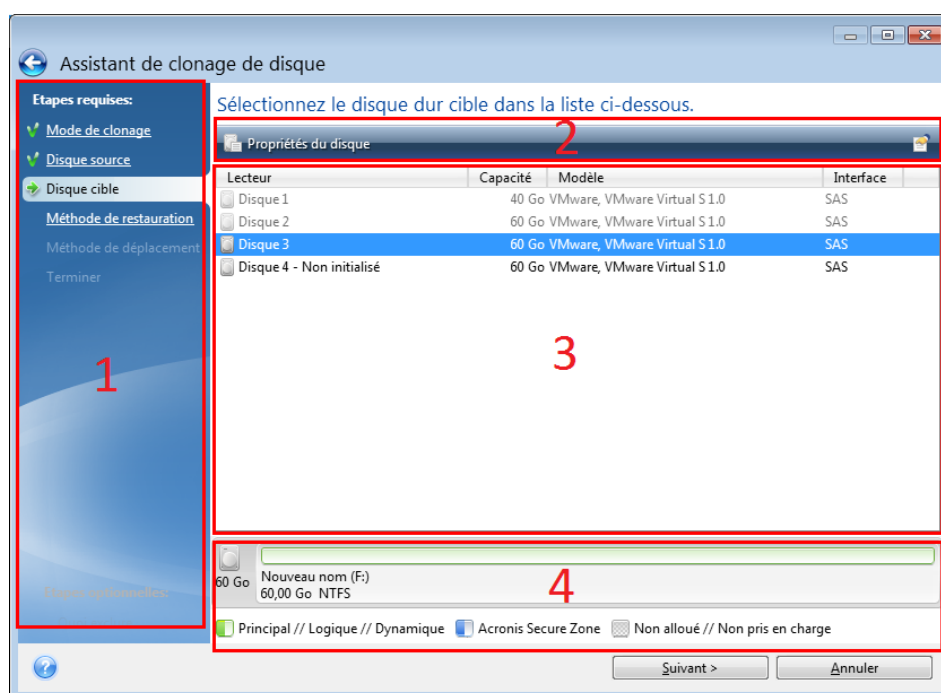 Assistant de clonage de disque
Etapes requises:
Mode de clonage
Disque source
Disque cible
Méthode de restauration
Méthode de déplacement
Terminer
1
Sélectionnez le disque dur cible dans la liste ci-dessous.
Propriétés du disque
2
Lecteur Capacité Modèle Interface
Disque 1 40 Go VMware, VMware Virtual S 1.0 SAS
Disque 2 60 Go VMware, VMware Virtual S 1.0 SAS
Disque 3 60 Go VMware, VMware Virtual S 1.0 SAS
Disque 4 - Non initialisé 60 Go VMware, VMware Virtual S 1.0 SAS
3
60 Go
Nouveau nom (F:)
60,00 Go NTFS
4
Principal // Logique // Dynamique Acronis Secure Zone Non alloué // Non pris en charge
Suivant > Annuler